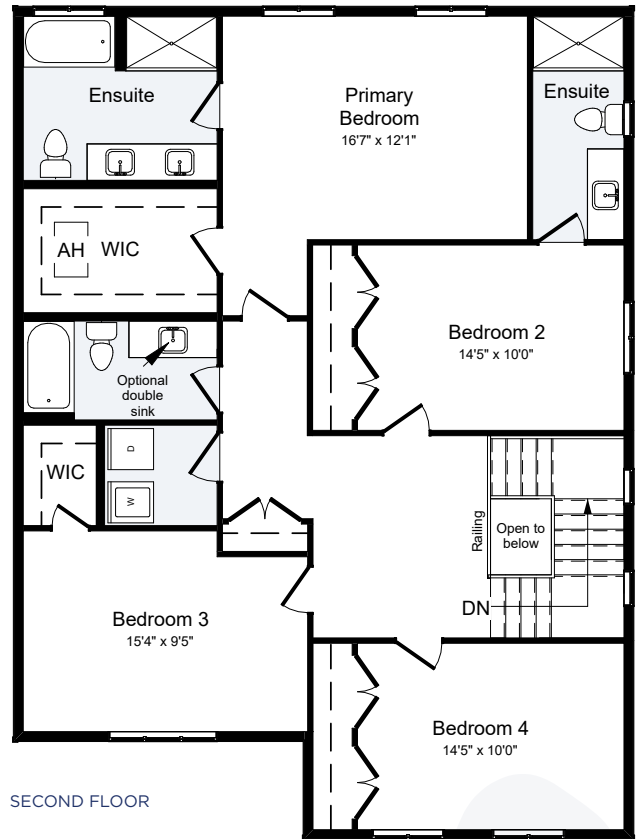 Ensuite
Primary
Bedroom
16'7" x 12'1"
Ensuite
AH WIC
Bedroom 2
14'5" x 10'0"
Optional
double
sink
WIC
D
W
Railing
Open to
below
DN
Bedroom 3
15'4" x 9'5"
Bedroom 4
14'5" x 10'0"
SECOND FLOOR